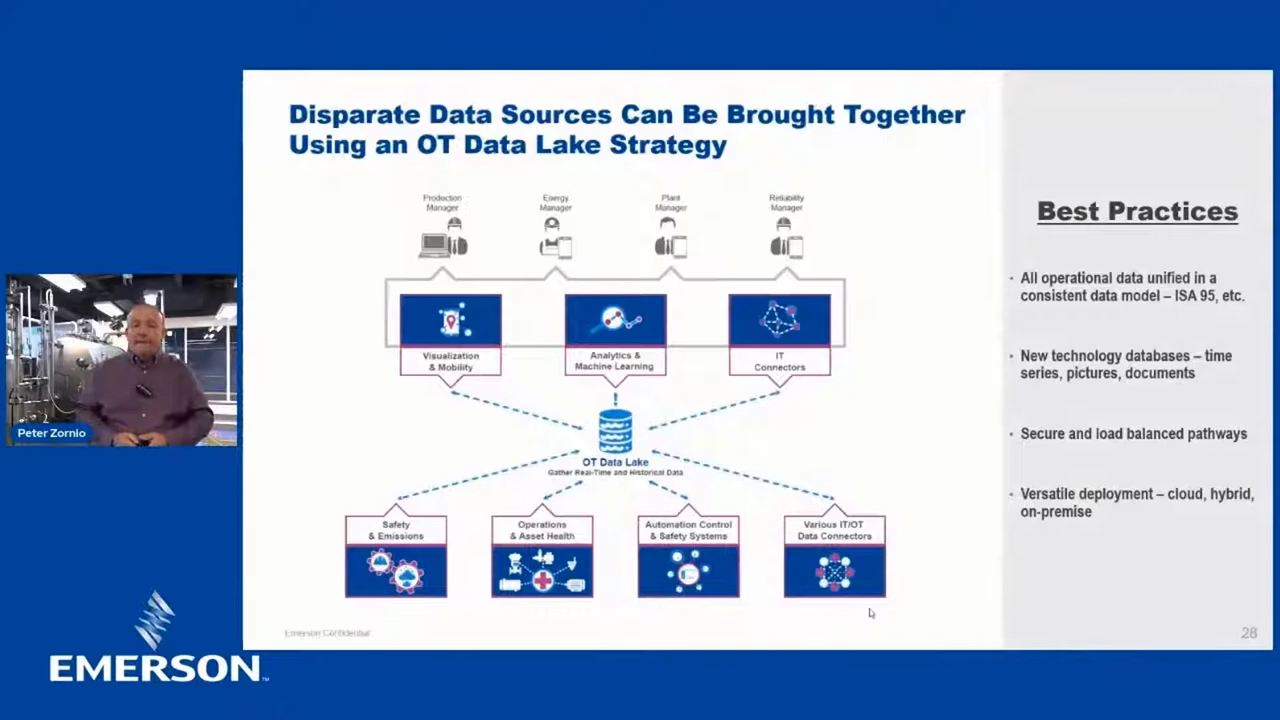 Disparate Data Sources Can Be Brought Together
Using an OT Data Lake Strategy
Production
Manager
Energy
Manager
Plant
Manager
Reliability
Manager
Visualization
& Mobility
Analytics &
Machine Learning
IT
Connectors
OT Data Lake
Gather Real-Time and Historical Data
Safety
& Emissions
Operations
& Asset Health
Automation Control
& Safety Systems
Various IT/OT
Data Connectors
Emerson Confidential
Best Practices
· All operational data unified in a
consistent data model – ISA 95, etc.
· New technology databases – time
series, pictures, documents
· Secure and load balanced pathways
· Versatile deployment – cloud, hybrid,
on-premise
28
Peter Zornio
EMERSON™